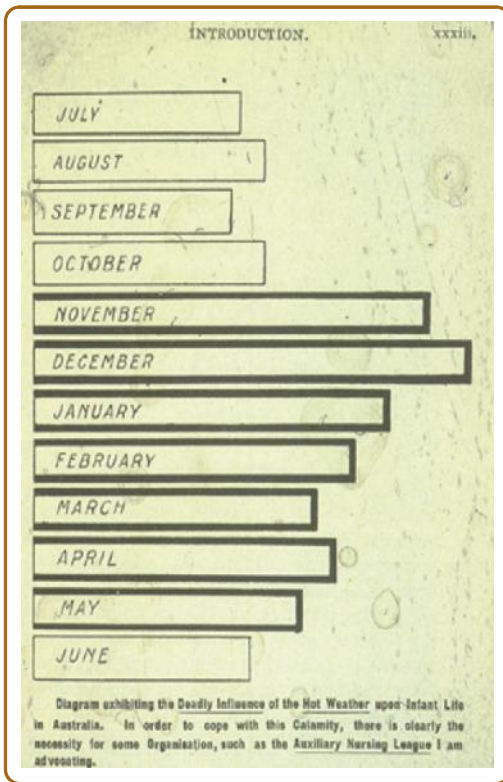 INTRODUCTION. xxxiii.
JULY
AUGUST
SEPTEMBER
OCTOBER
NOVEMBER
DECEMBER
JANUARY
FEBRUARY
MARCH
APRIL
MAY
JUNE
Diagram exhibiting the Deadly Influence of the Hot Weather upon Infant Life
in Australia. In order to cope with this Calamity, there is clearly the
necessity for some Organisation, such as the Auxiliary Nursing League I am
advocating.